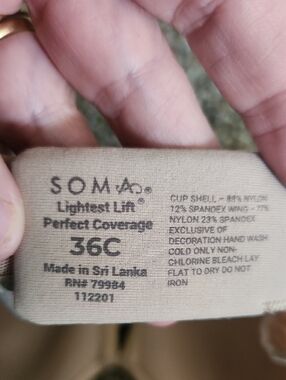 SOMA®
Lightest Lift®
Perfect Coverage
36C
Made in Sri Lanka
RN# 79984
112201
CUP SHELL - 88% NYLON
12% SPANDEX WING - 77%
NYLON 23% SPANDEX
EXCLUSIVE OF
DECORATION HAND WASH
COLD ONLY NON-
CHLORINE BLEACH LAY
FLAT TO DRY DO NOT
IRON